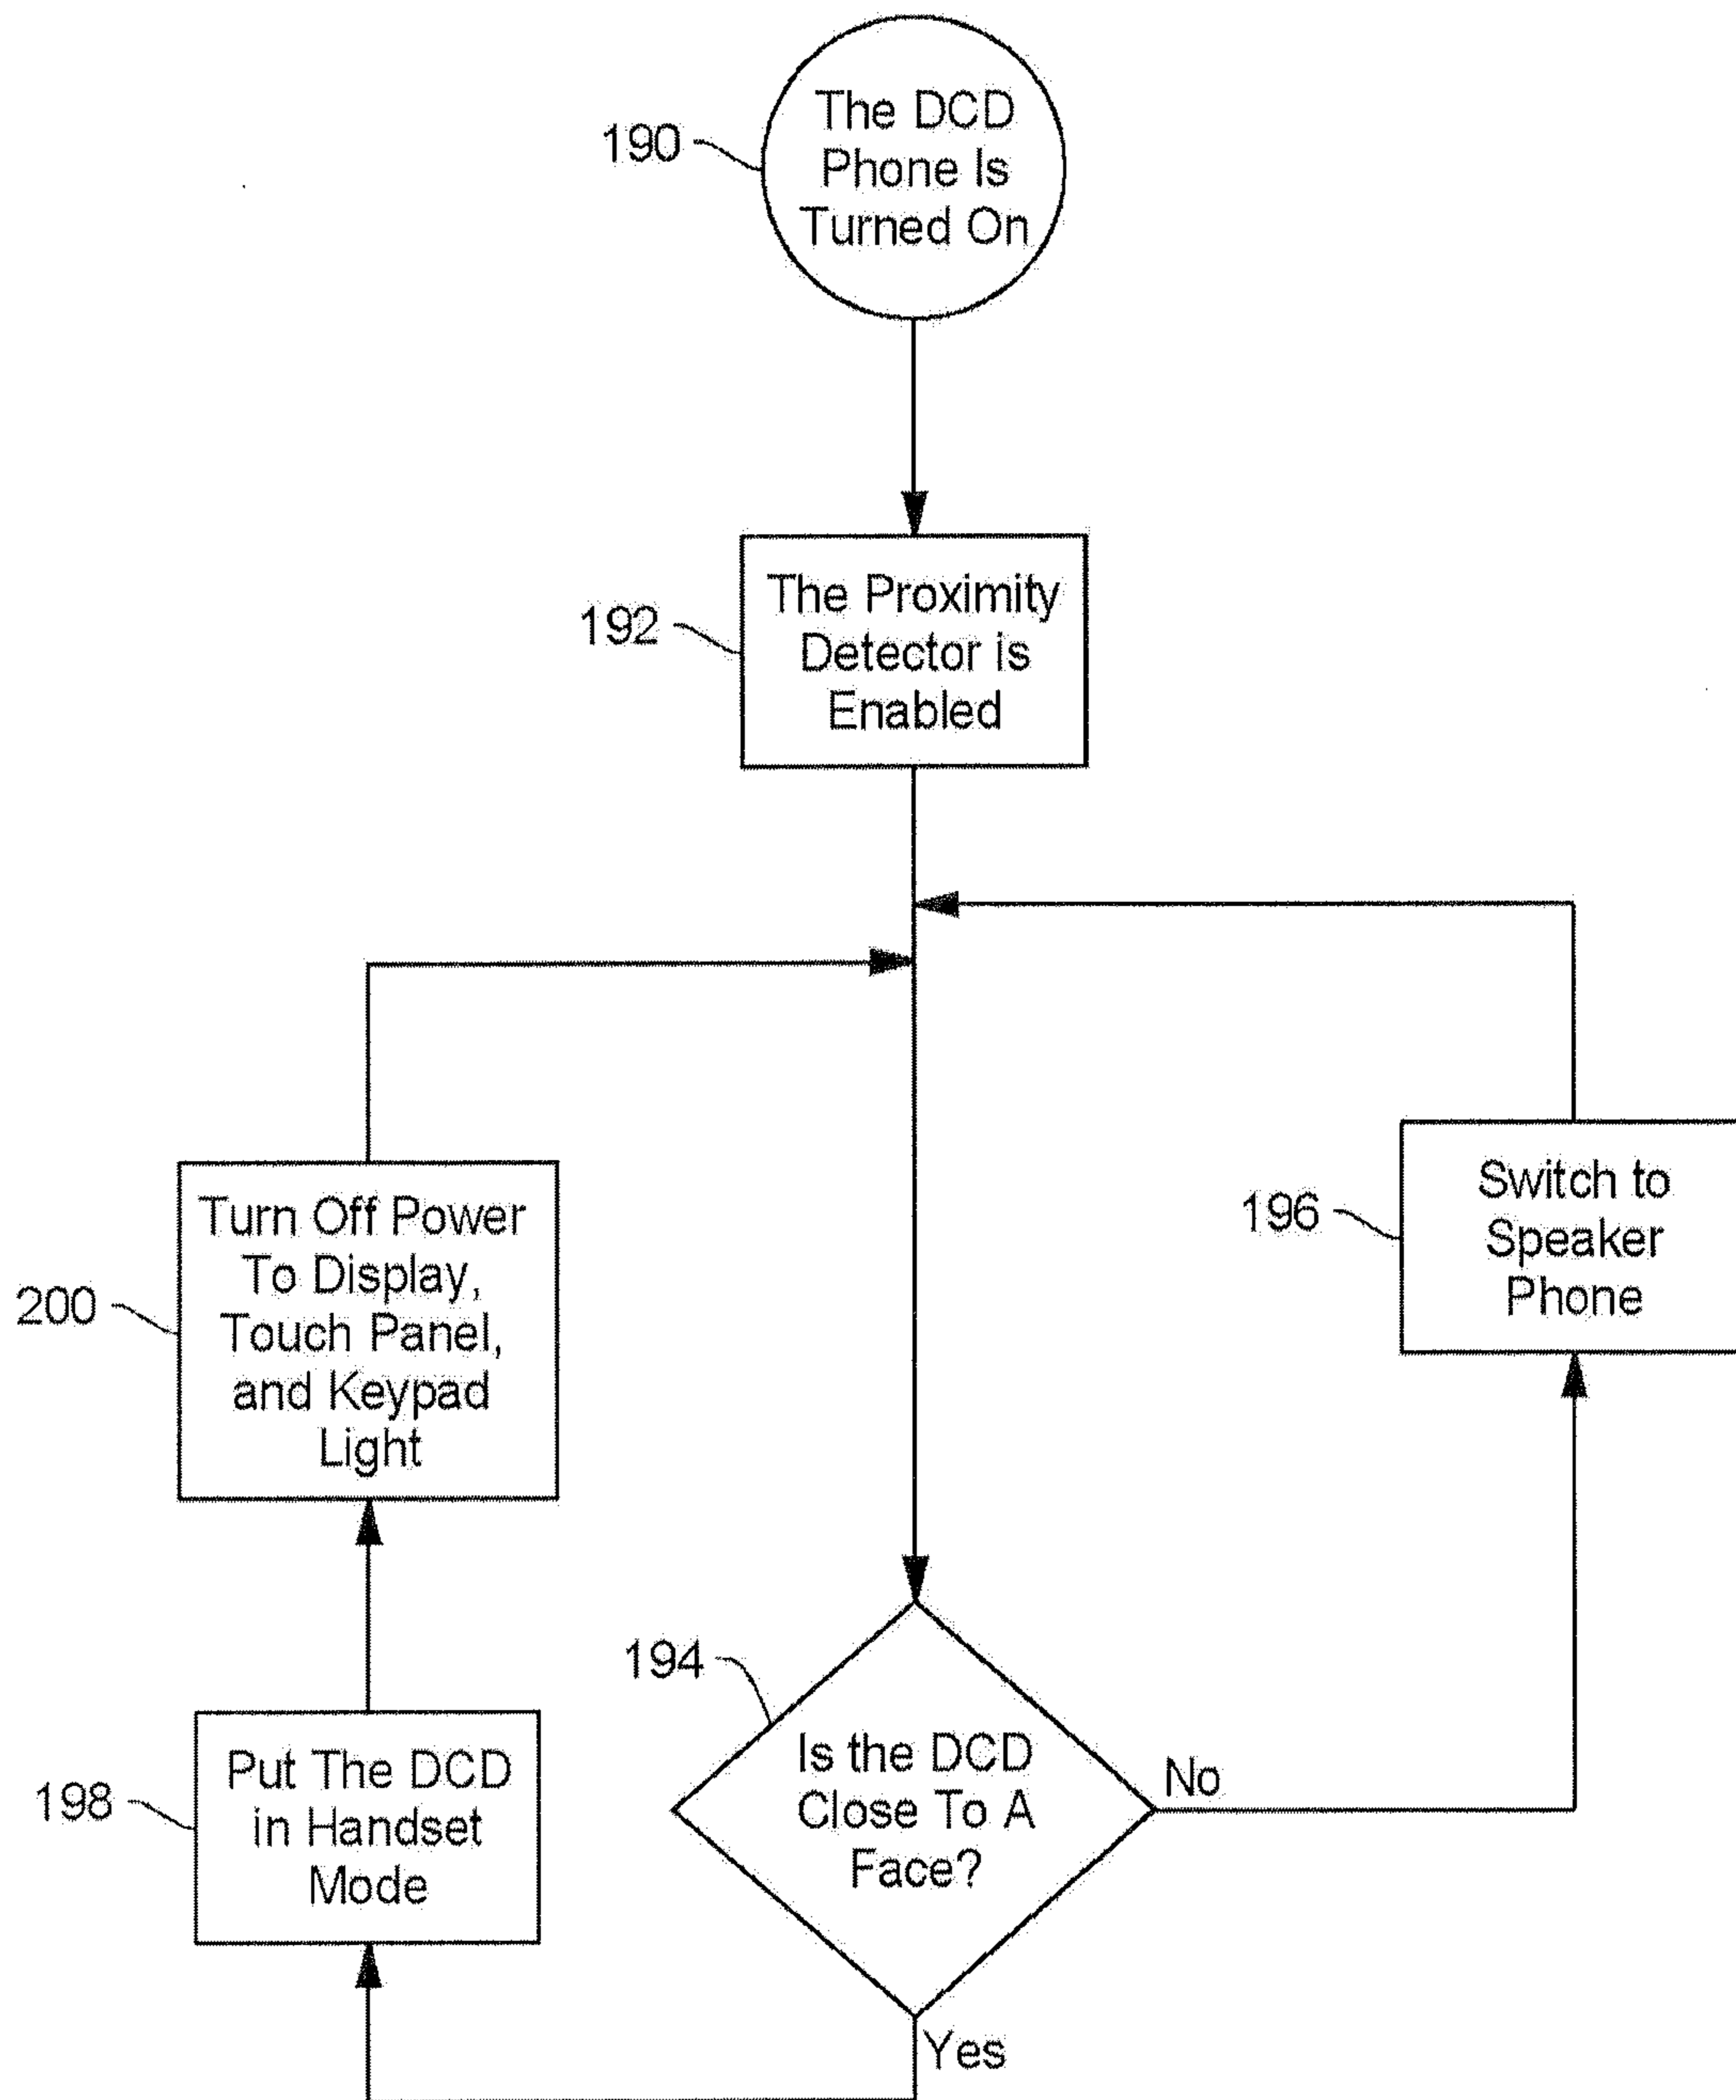 190
The DCD
Phone Is
Turned On
192
The Proximity
Detector is
Enabled
200
Turn Off Power
To Display,
Touch Panel,
and Keypad
Light
196
Switch to
Speaker
Phone
194
Is the DCD
Close To A
Face?
No
Yes
198
Put The DCD
in Handset
Mode